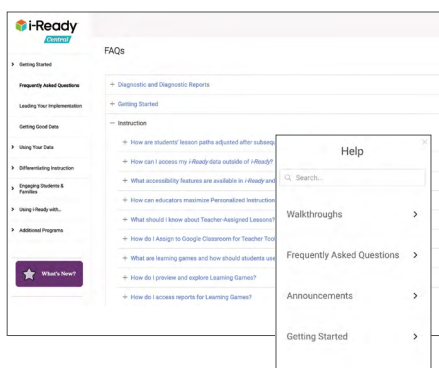 i-Ready
Central
Getting Started
Frequently Asked Questions
Leading Your Implementation
Getting Good Data
Using Your Data
Differentiating Instruction
Engaging Students &
Families
Using i-Ready with...
Additional Programs
What's New?
FAQs
+ Diagnostic and Diagnostic Reports
+ Getting Started
− Instruction
+ How are students' lesson paths adjusted after subsequ
+ How can I access my i-Ready data outside of i-Ready?
+ What accessibility features are available in i-Ready and
+ How can educators maximize Personalized Instruction
+ What should I know about Teacher-Assigned Lessons?
+ How do I Assign to Google Classroom for Teacher Tool
+ What are learning games and how should students use
+ How do I preview and explore Learning Games?
+ How do I access reports for Learning Games?
Help
Search...
Walkthroughs
Frequently Asked Questions
Announcements
Getting Started